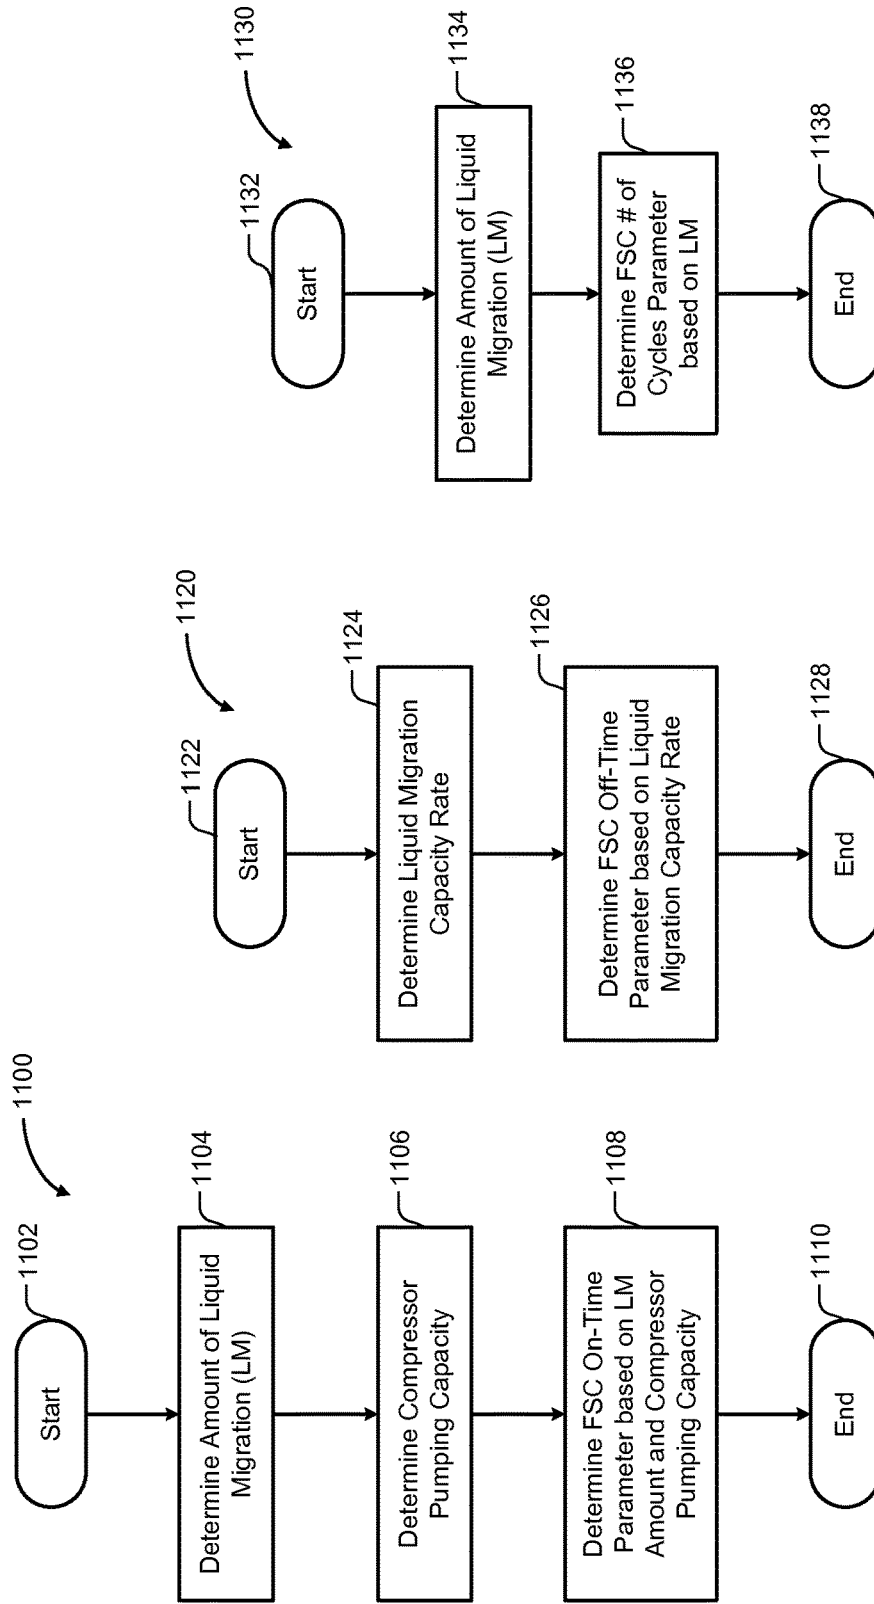 1100
1102
Start
1104
Determine Amount of Liquid
Migration (LM)
1106
Determine Compressor
Pumping Capacity
1108
Determine FSC On-Time
Parameter based on LM
Amount and Compressor
Pumping Capacity
1110
End
1120
1122
Start
1124
Determine Liquid Migration
Capacity Rate
1126
Determine FSC Off-Time
Parameter based on Liquid
Migration Capacity Rate
1128
End
1130
1132
Start
1134
Determine Amount of Liquid
Migration (LM)
1136
Determine FSC # of
Cycles Parameter
based on LM
1138
End